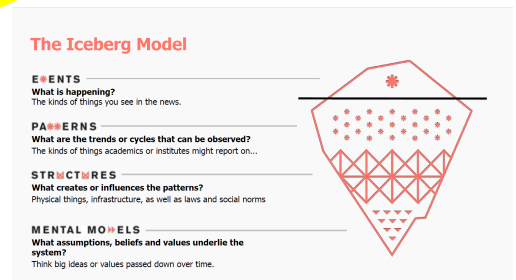 The Iceberg Model
E✱ENTS
What is happening?
The kinds of things you see in the news.
PA✱✱ERNS
What are the trends or cycles that can be observed?
The kinds of things academics or institutes might report on...
STRUCTURES
What creates or influences the patterns?
Physical things, infrastructure, as well as laws and social norms
MENTAL MODELS
What assumptions, beliefs and values underlie the
system?
Think big ideas or values passed down over time.